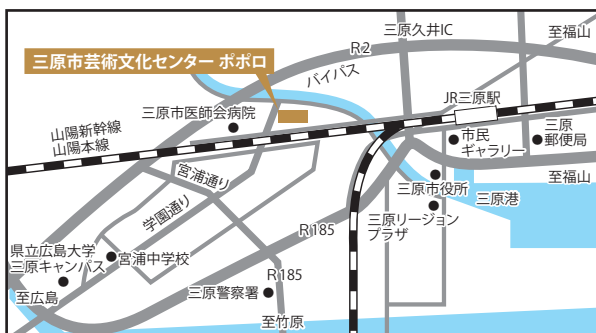 三原久井IC
至福山
R2
三原市芸術文化センター ポポロ
バイパス
JR三原駅
三原市医師会病院
山陽新幹線
山陽本線
市民
ギャラリー
三原
郵便局
宮浦通り
至福山
三原市役所
学園通り
三原港
三原リージョン
プラザ
R185
県立広島大学
三原キャンパス
宮浦中学校
R185
至広島
三原警察署
至竹原